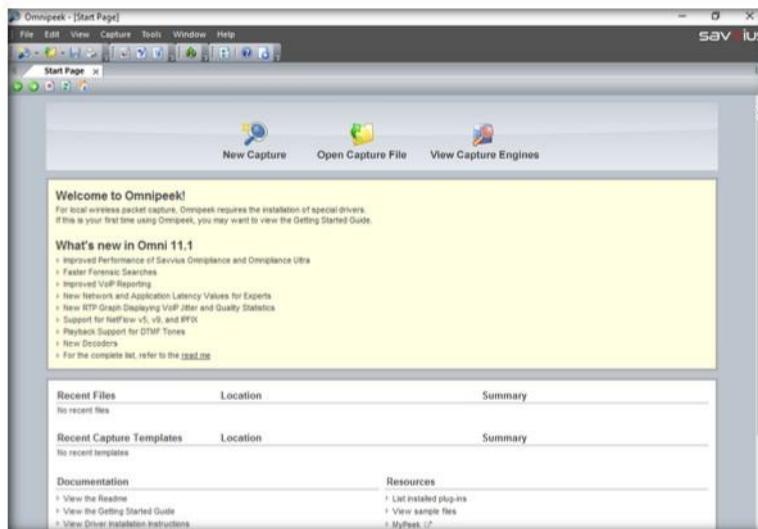 Omnipeek - [Start Page]
File Edit View Capture Tools Window Help
Start Page
New Capture Open Capture File View Capture Engines
Welcome to Omnipeek!
For local wireless packet capture, Omnipeek requires the installation of special drivers.
If this is your first time using Omnipeek, you may want to view the Getting Started Guide.
What's new in Omni 11.1
Improved Performance of Savvius Omnipliance and Omnipliance Ultra
Faster Forensic Searches
Improved VoIP Reporting
New Network and Application Latency Values for Experts
New RTP Graph Displaying VoIP Jitter and Quality Statistics
Support for NetFlow v5, v9, and IPFIX
Playback Support for DTMF Tones
New Decoders
For the complete list, refer to the read me
Recent Files Location Summary
No recent files
Recent Capture Templates Location Summary
No recent templates
Documentation Resources
View the Readme List installed plug-ins
View the Getting Started Guide View sample files
View Driver Installation Instructions MyPeek